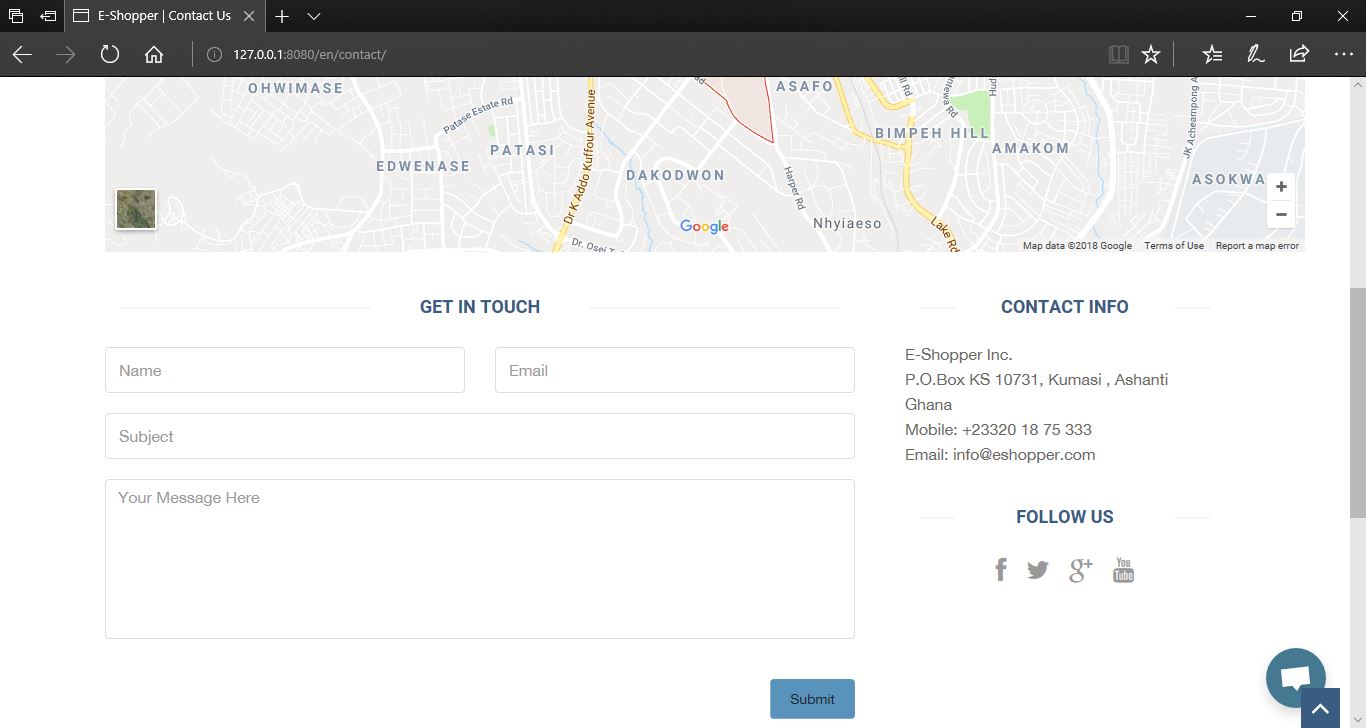 E-Shopper | Contact Us
127.0.0.1:8080/en/contact/
OHWIMASE
Patase Estate Rd
PATASI
EDWENASE
Dr K Addo Kuffour Avenue
DAKODWON
ASAFO
BIMPEH HILL
AMAKOM
JK Acheampong A
ASOKWA
Harper Rd
Nhyiaeso
Lake Rd
Dr. Osei T
Google
Map data ©2018 Google
Terms of Use
Report a map error
GET IN TOUCH
Name
Email
Subject
Your Message Here
Submit
CONTACT INFO
E-Shopper Inc.
P.O.Box KS 10731, Kumasi , Ashanti
Ghana
Mobile: +23320 18 75 333
Email: info@eshopper.com
FOLLOW US
You
Tube